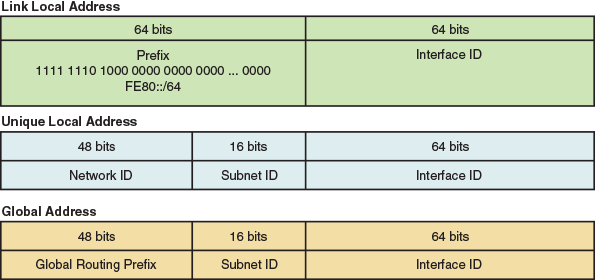 Link Local Address
64 bits 64 bits
Prefix Interface ID
1111 1110 1000 0000 0000 0000 ... 0000
FE80::/64
Unique Local Address
48 bits 16 bits 64 bits
Network ID Subnet ID Interface ID
Global Address
48 bits 16 bits 64 bits
Global Routing Prefix Subnet ID Interface ID